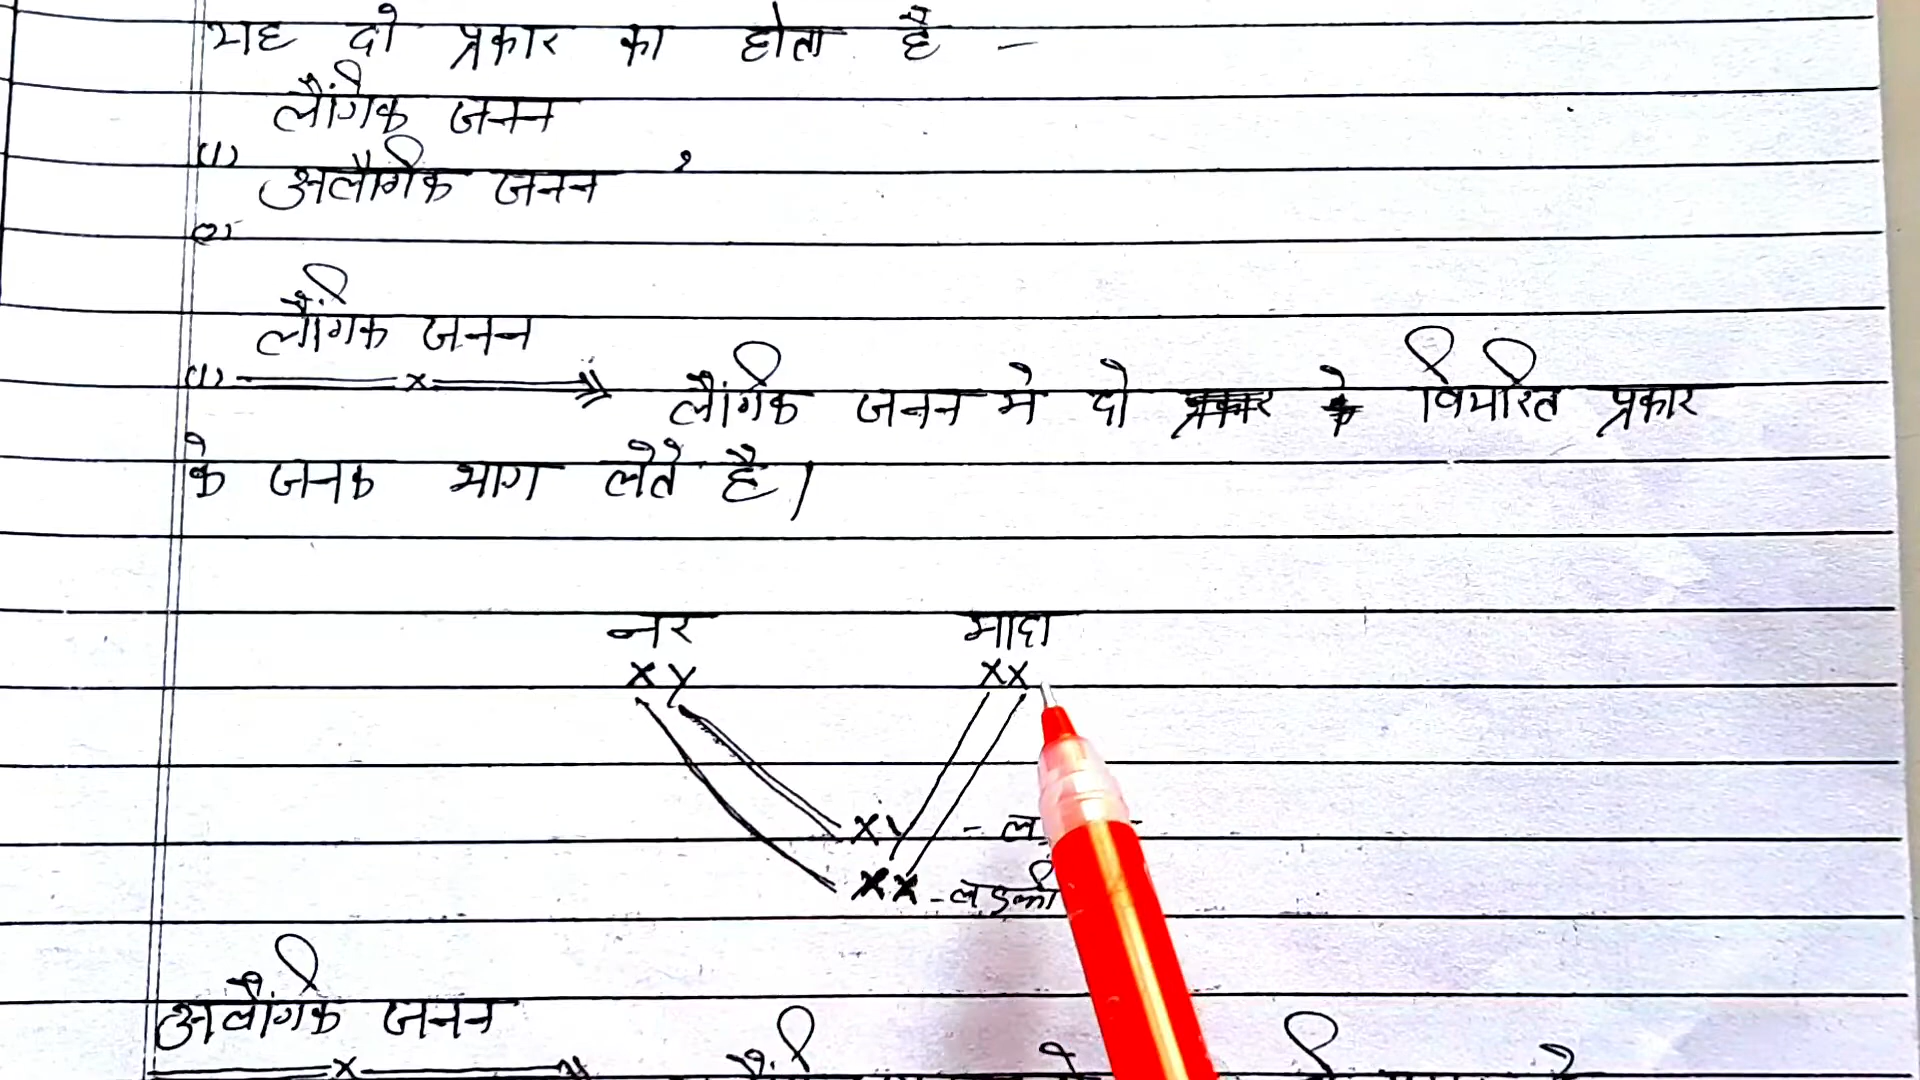 यह दो प्रकार का होता है -
लैंगिक जनन
(1)
अलैंगिक जनन
(2)
लैंगिक जनन
(1) x लैंगिक जनन मे दो प्रकार के विपरित प्रकार
के जनक भाग लेते है।
नर मादा
XY XX
XY - ल
XX - लडकी
अलैंगिक जनन
x